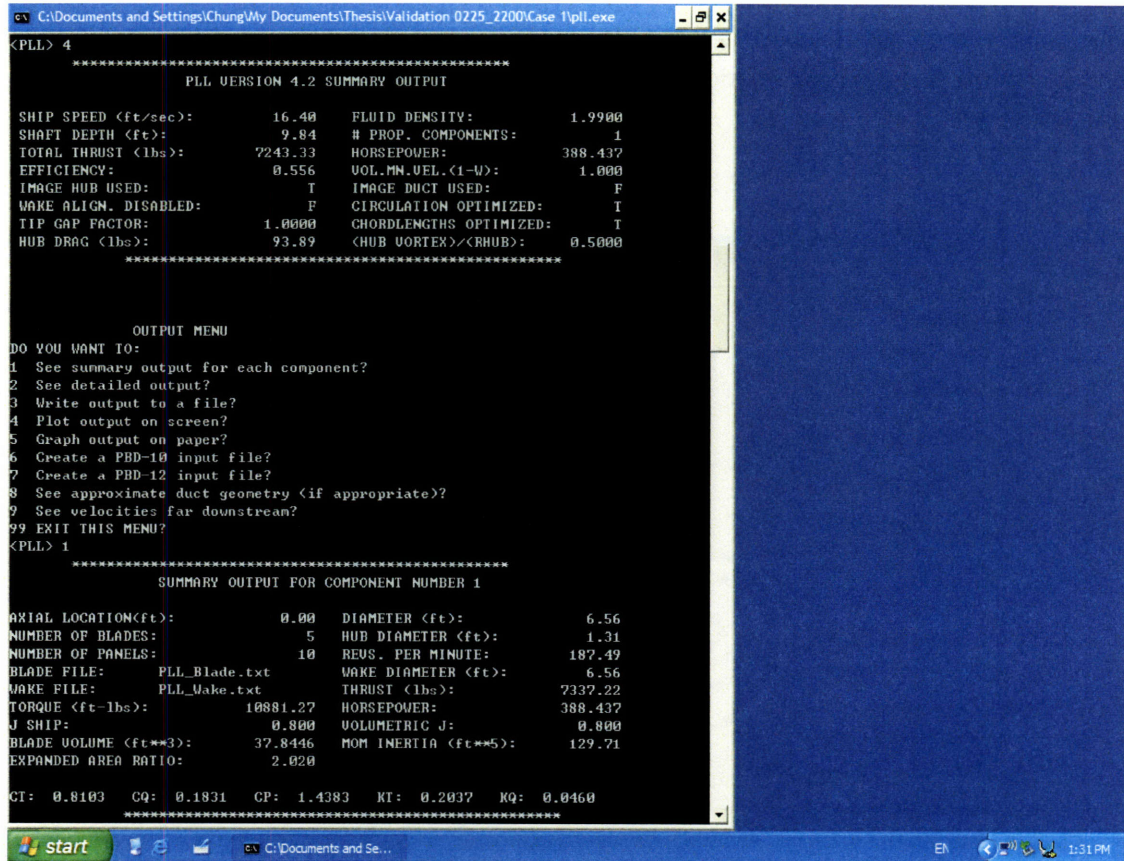 C:\Documents and Settings\Chung\My Documents\Thesis\Validation 0225_2200\Case 1\pll.exe
<PLL> 4
**************************************************
PLL VERSION 4.2 SUMMARY OUTPUT
SHIP SPEED (ft/sec): 16.40 FLUID DENSITY: 1.9900
SHAFT DEPTH (ft): 9.84 # PROP. COMPONENTS: 1
TOTAL THRUST (lbs): 7243.33 HORSEPOWER: 388.437
EFFICIENCY: 0.556 VOL.MN.VEL.(1-W): 1.000
IMAGE HUB USED: T IMAGE DUCT USED: F
WAKE ALIGN. DISABLED: F CIRCULATION OPTIMIZED: T
TIP GAP FACTOR: 1.0000 CHORDLENGTHS OPTIMIZED: T
HUB DRAG (lbs): 93.89 (HUB VORTEX)/(RHUB): 0.5000
**************************************************
OUTPUT MENU
DO YOU WANT TO:
1 See summary output for each component?
2 See detailed output?
3 Write output to a file?
4 Plot output on screen?
5 Graph output on paper?
6 Create a PBD-10 input file?
7 Create a PBD-12 input file?
8 See approximate duct geometry (if appropriate)?
9 See velocities far downstream?
99 EXIT THIS MENU?
<PLL> 1
**************************************************
SUMMARY OUTPUT FOR COMPONENT NUMBER 1
AXIAL LOCATION(ft): 0.00 DIAMETER (ft): 6.56
NUMBER OF BLADES: 5 HUB DIAMETER (ft): 1.31
NUMBER OF PANELS: 10 REVS. PER MINUTE: 187.49
BLADE FILE: PLL_Blade.txt WAKE DIAMETER (ft): 6.56
WAKE FILE: PLL_Wake.txt THRUST (lbs): 7337.22
TORQUE (ft-lbs): 10881.27 HORSEPOWER: 388.437
J SHIP: 0.800 VOLUMETRIC J: 0.800
BLADE VOLUME (ft**3): 37.8446 MOM INERTIA (ft**5): 129.71
EXPANDED AREA RATIO: 2.020
CT: 0.8103 CQ: 0.1831 CP: 1.4383 KT: 0.2037 KQ: 0.0460
**************************************************
start C:\Documents and Se... EN 1:31 PM